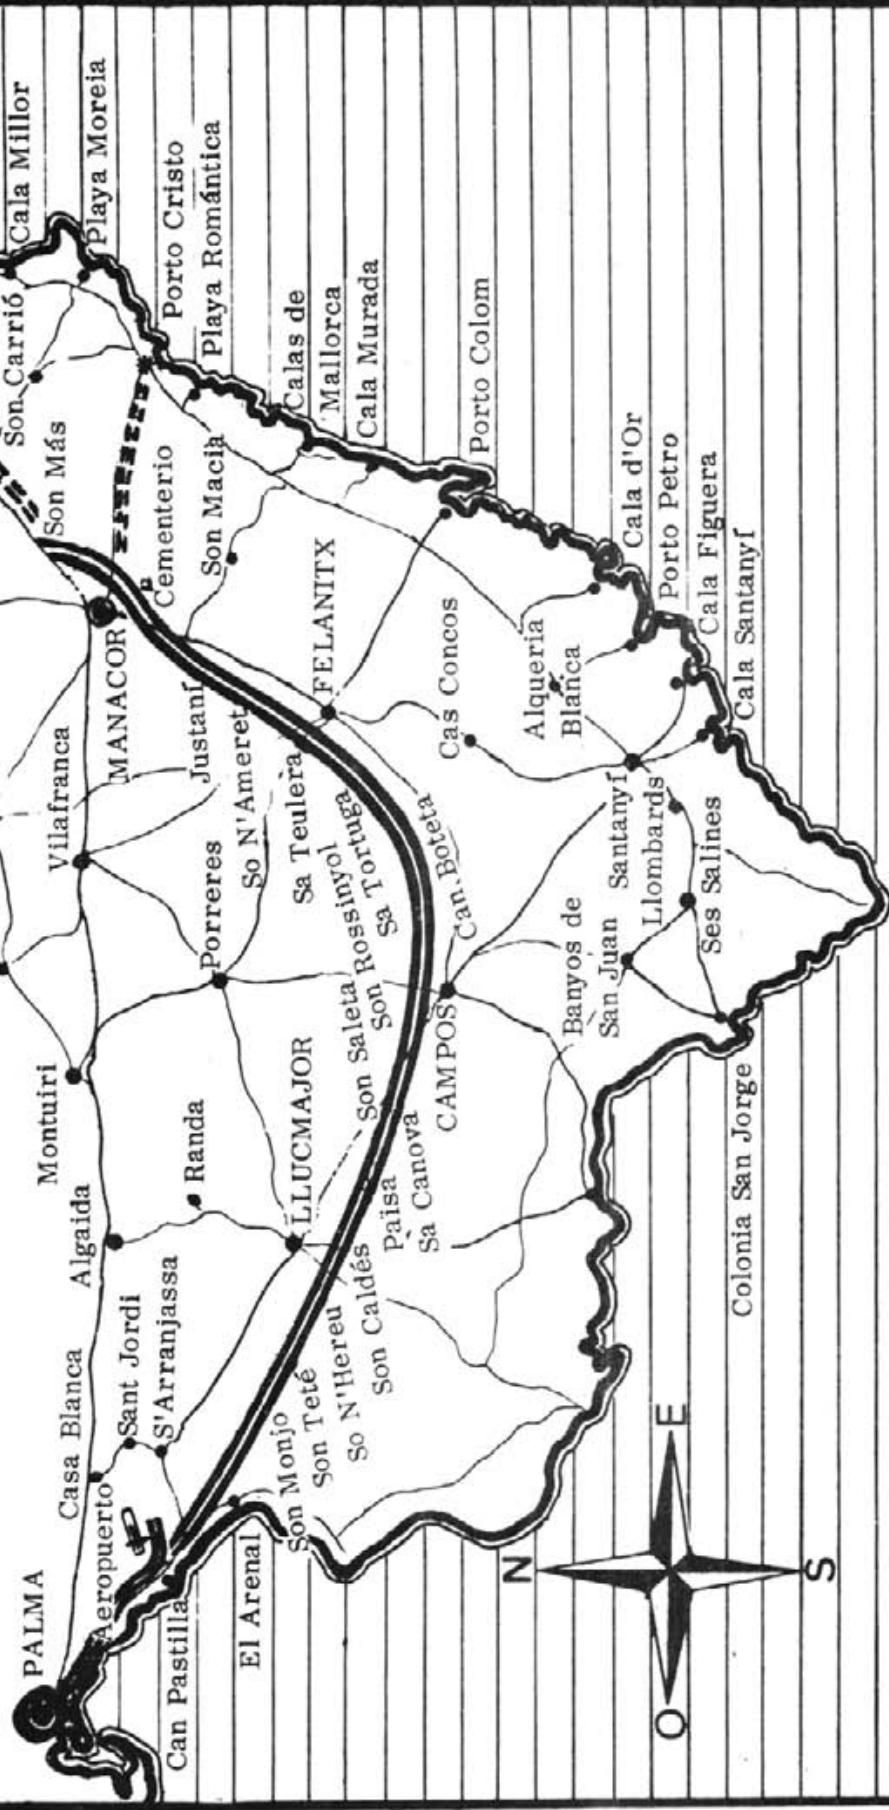 Cala Millor
Playa Moreia
Porto Cristo
Playa Romántica
Calas de
Mallorca
Cala Murada
Porto Colom
Cala d'Or
Porto Petro
Cala Figuera
Cala Santanyí
Son Carrió
Son Más
Cementerio
Son Macià
FELANITX
Cas Concos
Alqueria
Blanca
MANACOR
Justaní
So N'Ameret
Sa Teulera
Vilafranca
Porreres
Son Rossinyol
Sa Tortuga
Can Boteta
Santanyí
Llombards
Ses Salines
Banyos de
San Juan
Son Saleta
CAMPOS
Montuiri
Randa
LLUCMAJOR
Païsa
Sa Canova
Colonia San Jorge
Algaida
Casa Blanca
Sant Jordi
S'Arranjassa
Son Monjo
Son Teté
So N'Hereu
Son Caldés
PALMA
Aeropuerto
Can Pastilla
El Arenal
N
E
S
O